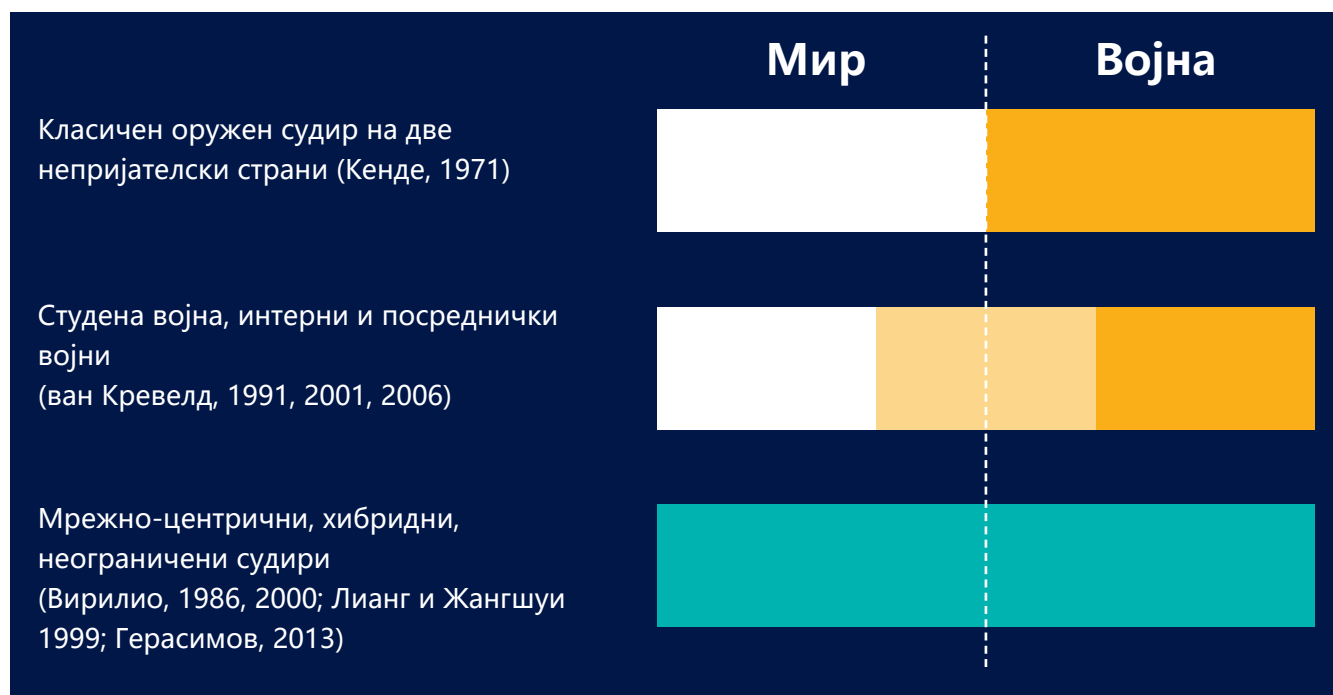 Мир
Војна
Класичен оружен судир на две
непријателски страни (Кенде, 1971)
Студена војна, интерни и посреднички
војни
(ван Кревелд, 1991, 2001, 2006)
Мрежно-центрични, хибридни,
неограничени судири
(Вирилио, 1986, 2000; Лианг и Жангшуи
1999; Герасимов, 2013)